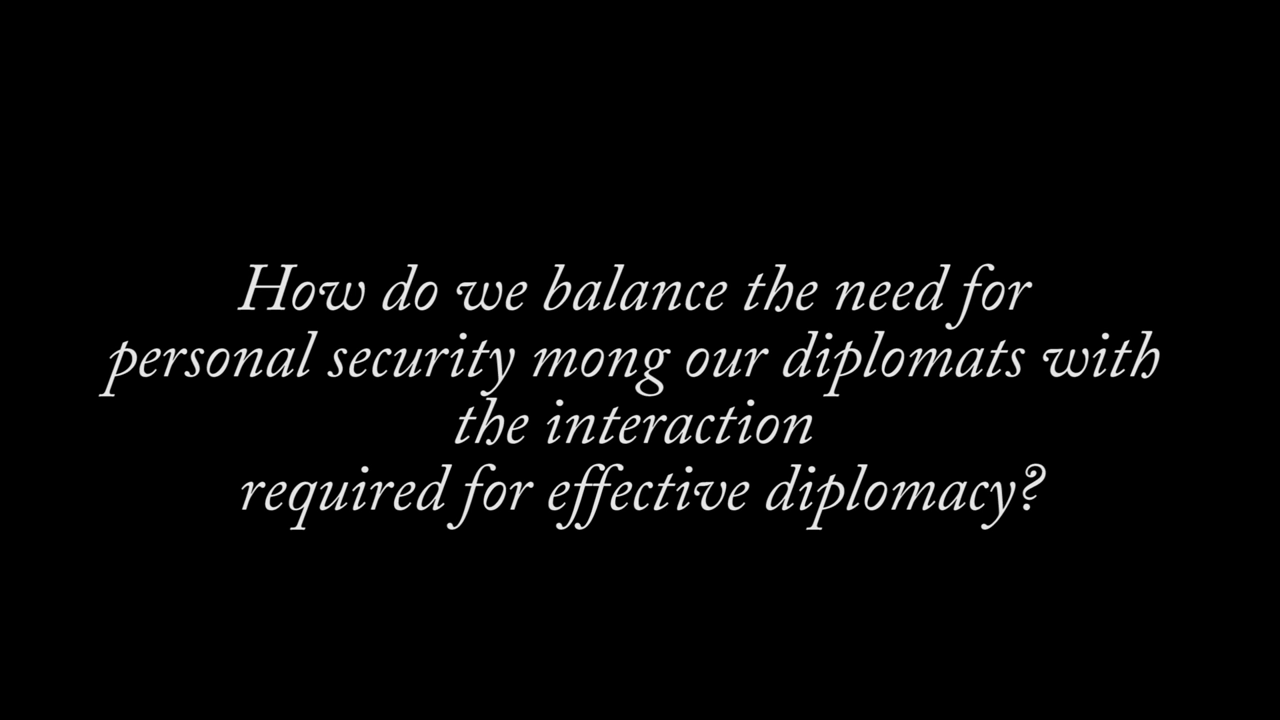 How do we balance the need for
personal security mong our diplomats with
the interaction
required for effective diplomacy?